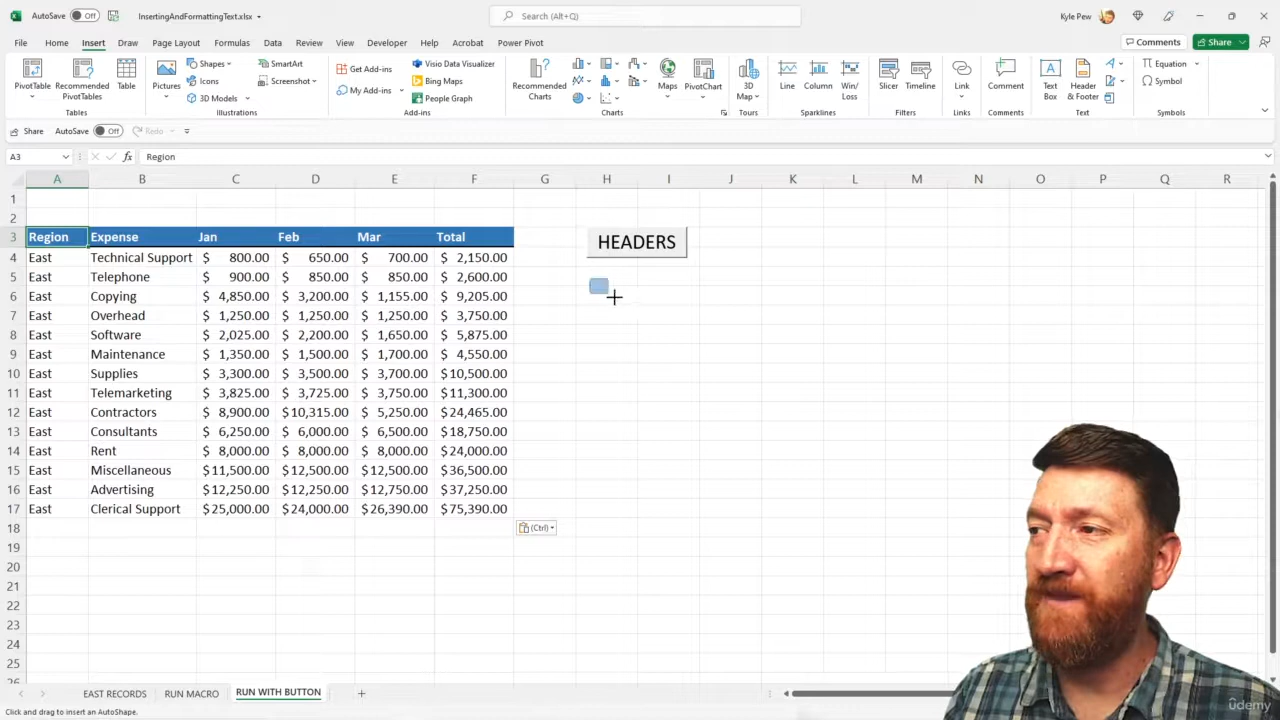 AutoSave Off InsertingAndFormattingText.xlsx Search (Alt+Q) Kyle Pew
File Home Insert Draw Page Layout Formulas Data Review View Developer Help Acrobat Power Pivot Comments Share
PivotTable Recommended PivotTables Table Pictures Shapes Icons 3D Models SmartArt Screenshot Get Add-ins My Add-ins Visio Data Visualizer Bing Maps People Graph Recommended Charts Maps PivotChart 3D Map Line Column Win/Loss Slicer Timeline Link Comment Text Box Header & Footer Equation Symbol
Tables Illustrations Add-ins Charts Tours Sparklines Filters Links Comments Text Symbols
Share AutoSave Off Redo
A3 fx Region
A B C D E F G H I J K L M N O P Q R
1
2
3 Region Expense Jan Feb Mar Total HEADERS
4 East Technical Support $ 800.00 $ 650.00 $ 700.00 $ 2,150.00
5 East Telephone $ 900.00 $ 850.00 $ 850.00 $ 2,600.00
6 East Copying $ 4,850.00 $ 3,200.00 $ 1,155.00 $ 9,205.00
7 East Overhead $ 1,250.00 $ 1,250.00 $ 1,250.00 $ 3,750.00
8 East Software $ 2,025.00 $ 2,200.00 $ 1,650.00 $ 5,875.00
9 East Maintenance $ 1,350.00 $ 1,500.00 $ 1,700.00 $ 4,550.00
10 East Supplies $ 3,300.00 $ 3,500.00 $ 3,700.00 $10,500.00
11 East Telemarketing $ 3,825.00 $ 3,725.00 $ 3,750.00 $11,300.00
12 East Contractors $ 8,900.00 $10,315.00 $ 5,250.00 $24,465.00
13 East Consultants $ 6,250.00 $ 6,000.00 $ 6,500.00 $18,750.00
14 East Rent $ 8,000.00 $ 8,000.00 $ 8,000.00 $24,000.00
15 East Miscellaneous $11,500.00 $12,500.00 $12,500.00 $36,500.00
16 East Advertising $12,250.00 $12,250.00 $12,750.00 $37,250.00
17 East Clerical Support $25,000.00 $24,000.00 $26,390.00 $75,390.00
18 (Ctrl)
19
20
21
22
23
24
25
26
EAST RECORDS RUN MACRO RUN WITH BUTTON
Click and drag to insert an AutoShape.
ûdemy